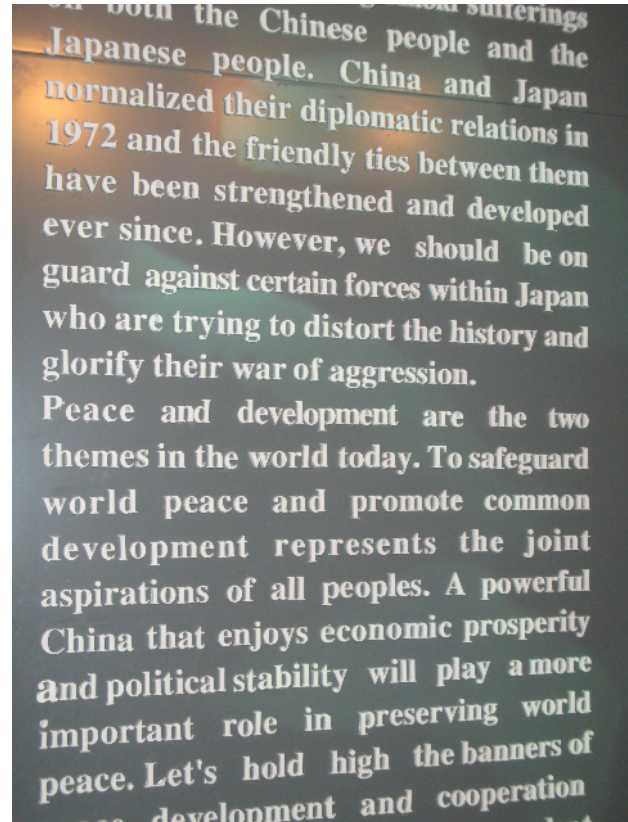 on both the Chinese people and the sufferings
Japanese people. China and Japan
normalized their diplomatic relations in
1972 and the friendly ties between them
have been strengthened and developed
ever since. However, we should be on
guard against certain forces within Japan
who are trying to distort the history and
glorify their war of aggression.
Peace and development are the two
themes in the world today. To safeguard
world peace and promote common
development represents the joint
aspirations of all peoples. A powerful
China that enjoys economic prosperity
and political stability will play a more
important role in preserving world
peace. Let's hold high the banners of
development and cooperation